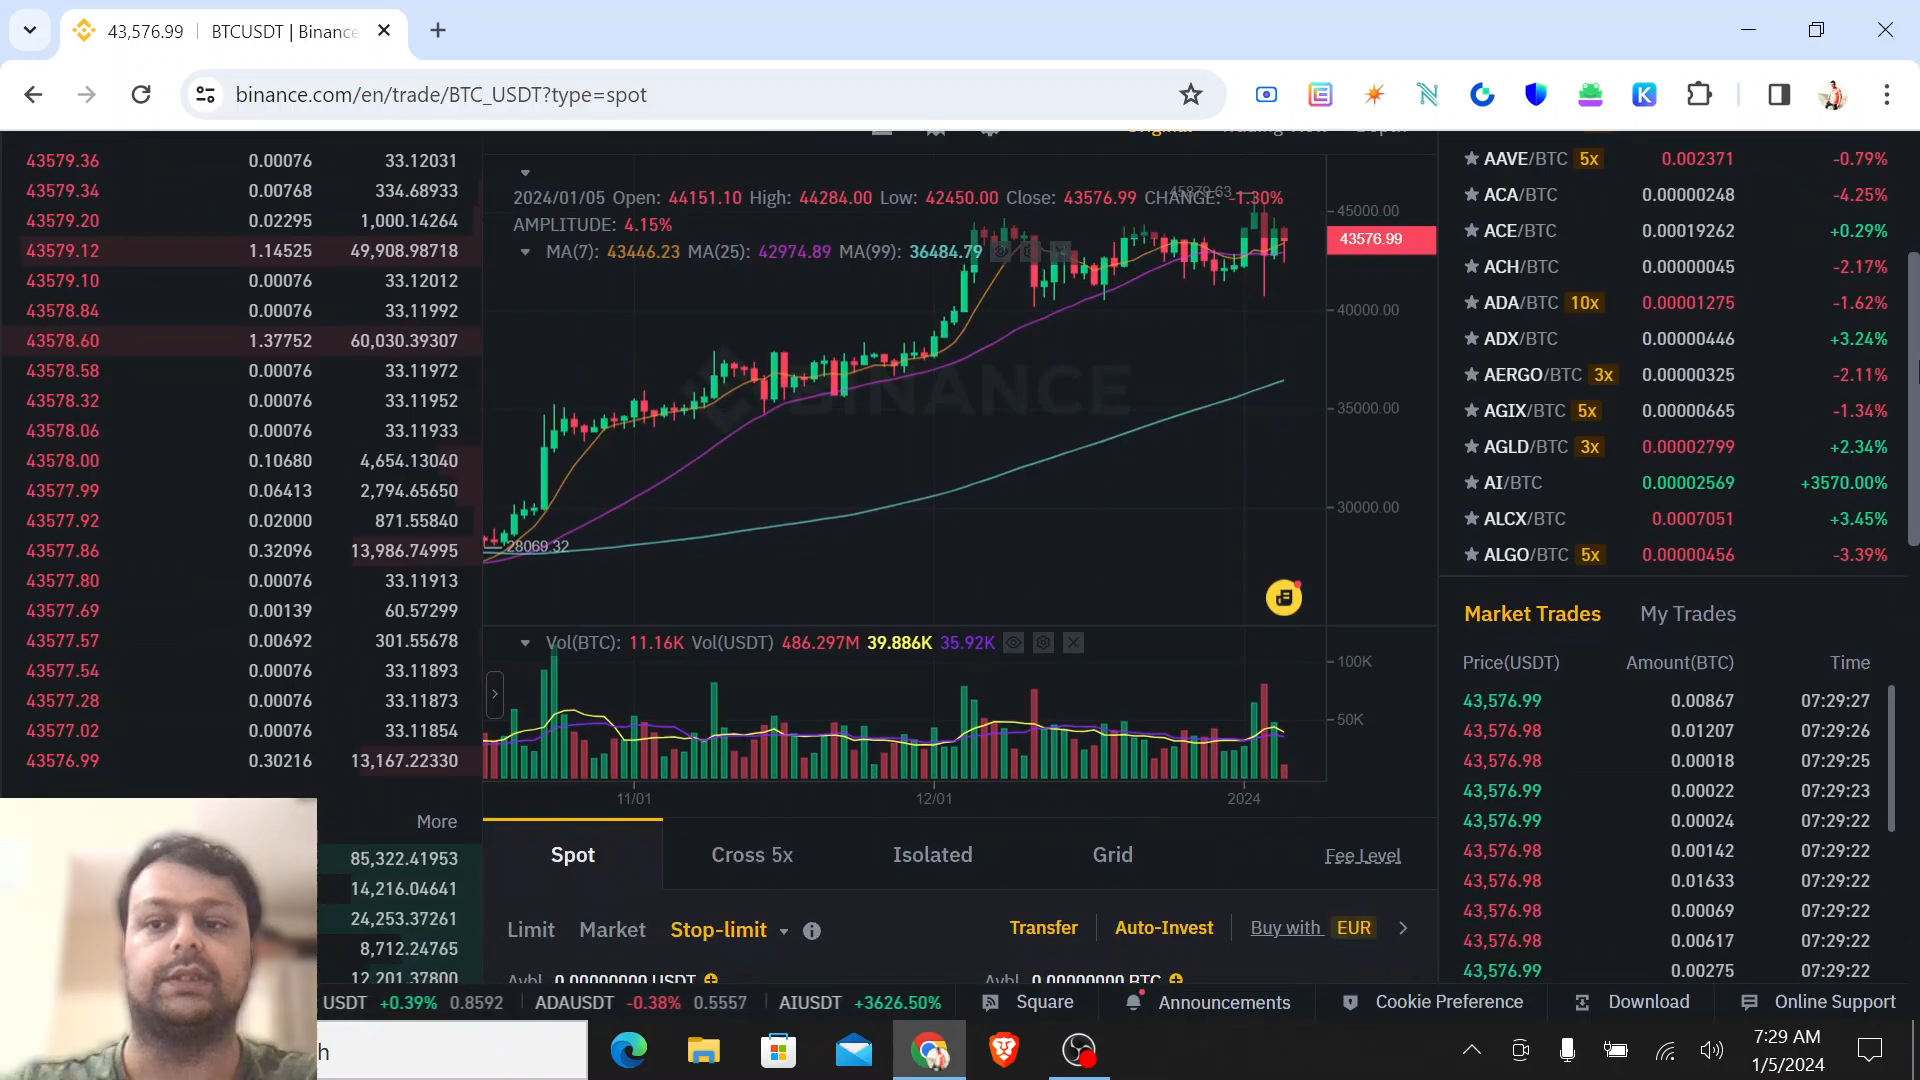 43,576.99 | BTCUSDT | Binance
binance.com/en/trade/BTC_USDT?type=spot
43579.36 0.00076 33.12031
43579.34 0.00768 334.68933
43579.20 0.02295 1,000.14264
43579.12 1.14525 49,908.98718
43579.10 0.00076 33.12012
43578.84 0.00076 33.11992
43578.60 1.37752 60,030.39307
43578.58 0.00076 33.11972
43578.32 0.00076 33.11952
43578.06 0.00076 33.11933
43578.00 0.10680 4,654.13040
43577.99 0.06413 2,794.65650
43577.92 0.02000 871.55840
43577.86 0.32096 13,986.74995
43577.80 0.00076 33.11913
43577.69 0.00139 60.57299
43577.57 0.00692 301.55678
43577.54 0.00076 33.11893
43577.28 0.00076 33.11873
43577.02 0.00076 33.11854
43576.99 0.30216 13,167.22330
More
85,322.41953
14,216.04641
24,253.37261
8,712.24765
12,201.37800
Original Trading View Depth
2024/01/05 Open: 44151.10 High: 44284.00 Low: 42450.00 Close: 43576.99 CHANGE: -1.30%
AMPLITUDE: 4.15%
MA(7): 43446.23 MA(25): 42974.89 MA(99): 36484.79
45879.63
45000.00
43576.99
40000.00
35000.00
30000.00
BINANCE
28069.32
Vol(BTC): 11.16K Vol(USDT) 486.297M 39.886K 35.92K
100K
50K
11/01 12/01 2024
Spot Cross 5x Isolated Grid Fee Level
Limit Market Stop-limit Transfer Auto-Invest Buy with EUR
Avbl 0.00000000 USDT Avbl 0.00000000 BTC
AAVE/BTC 5x 0.002371 -0.79%
ACA/BTC 0.00000248 -4.25%
ACE/BTC 0.00019262 +0.29%
ACH/BTC 0.00000045 -2.17%
ADA/BTC 10x 0.00001275 -1.62%
ADX/BTC 0.00000446 +3.24%
AERGO/BTC 3x 0.00000325 -2.11%
AGIX/BTC 5x 0.00000665 -1.34%
AGLD/BTC 3x 0.00002799 +2.34%
AI/BTC 0.00002569 +3570.00%
ALCX/BTC 0.0007051 +3.45%
ALGO/BTC 5x 0.00000456 -3.39%
Market Trades My Trades
Price(USDT) Amount(BTC) Time
43,576.99 0.00867 07:29:27
43,576.98 0.01207 07:29:26
43,576.98 0.00018 07:29:25
43,576.99 0.00022 07:29:23
43,576.99 0.00024 07:29:22
43,576.98 0.00142 07:29:22
43,576.98 0.01633 07:29:22
43,576.98 0.00069 07:29:22
43,576.98 0.00617 07:29:22
43,576.99 0.00275 07:29:22
USDT +0.39% 0.8592 ADAUSDT -0.38% 0.5557 AIUSDT +3626.50% Square Announcements Cookie Preference Download Online Support
h
7:29 AM
1/5/2024